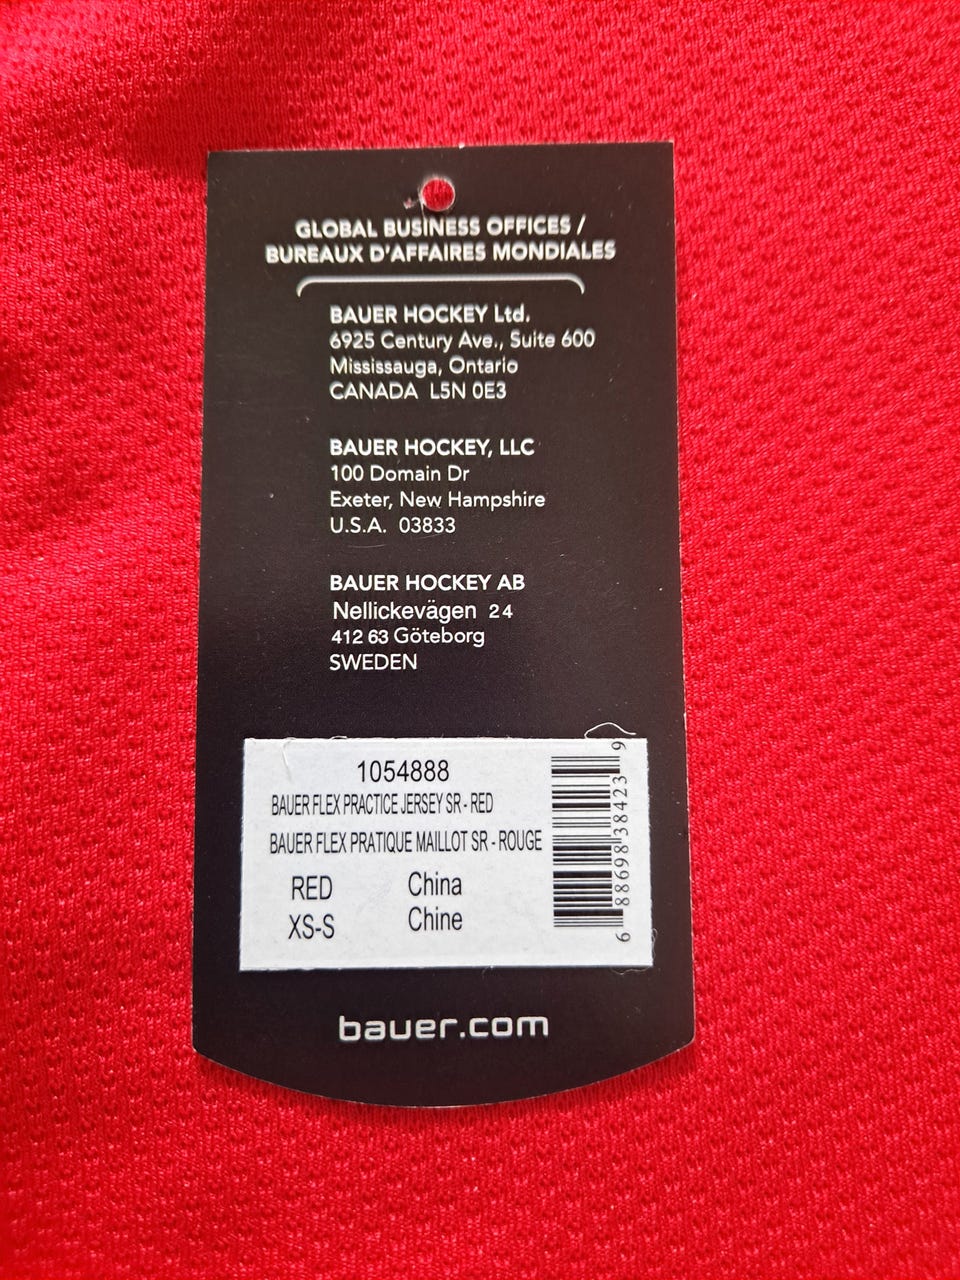 GLOBAL BUSINESS OFFICES /
BUREAUX D'AFFAIRES MONDIALES
BAUER HOCKEY Ltd.
6925 Century Ave., Suite 600
Mississauga, Ontario
CANADA L5N 0E3
BAUER HOCKEY, LLC
100 Domain Dr
Exeter, New Hampshire
U.S.A. 03833
BAUER HOCKEY AB
Nellickevägen 24
412 63 Göteborg
SWEDEN
1054888
BAUER FLEX PRACTICE JERSEY SR - RED
BAUER FLEX PRATIQUE MAILLOT SR - ROUGE
RED China
XS-S Chine
6 88698 38423 9
bauer.com